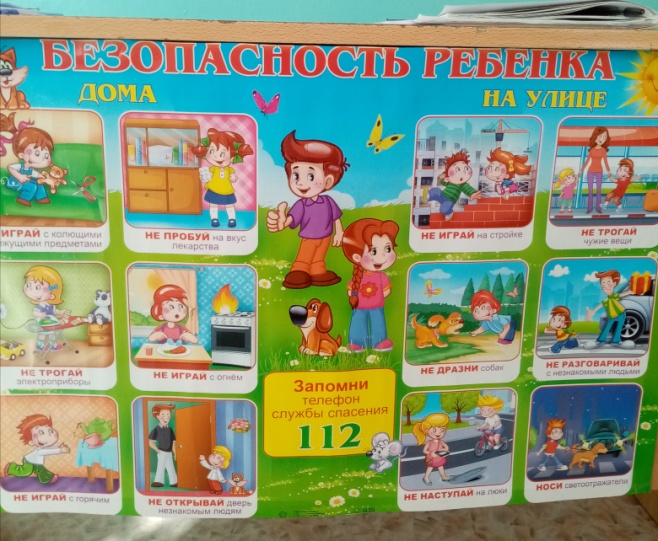 БЕЗОПАСНОСТЬ РЕБЕНКА
ДОМА
НА УЛИЦЕ
ИГРАЙ с колющими
жущими предметами
НЕ ПРОБУЙ на вкус
лекарства
НЕ ИГРАЙ на стройке
НЕ ТРОГАЙ
чужие вещи
НЕ ТРОГАЙ
электроприборы
НЕ ИГРАЙ с огнём
НЕ ДРАЗНИ собак
НЕ РАЗГОВАРИВАЙ
с незнакомыми людьми
Запомни
телефон
службы спасения
112
НЕ ИГРАЙ с горячим
НЕ ОТКРЫВАЙ дверь
незнакомым людям
НЕ НАСТУПАЙ на люки
НОСИ светоотражатели